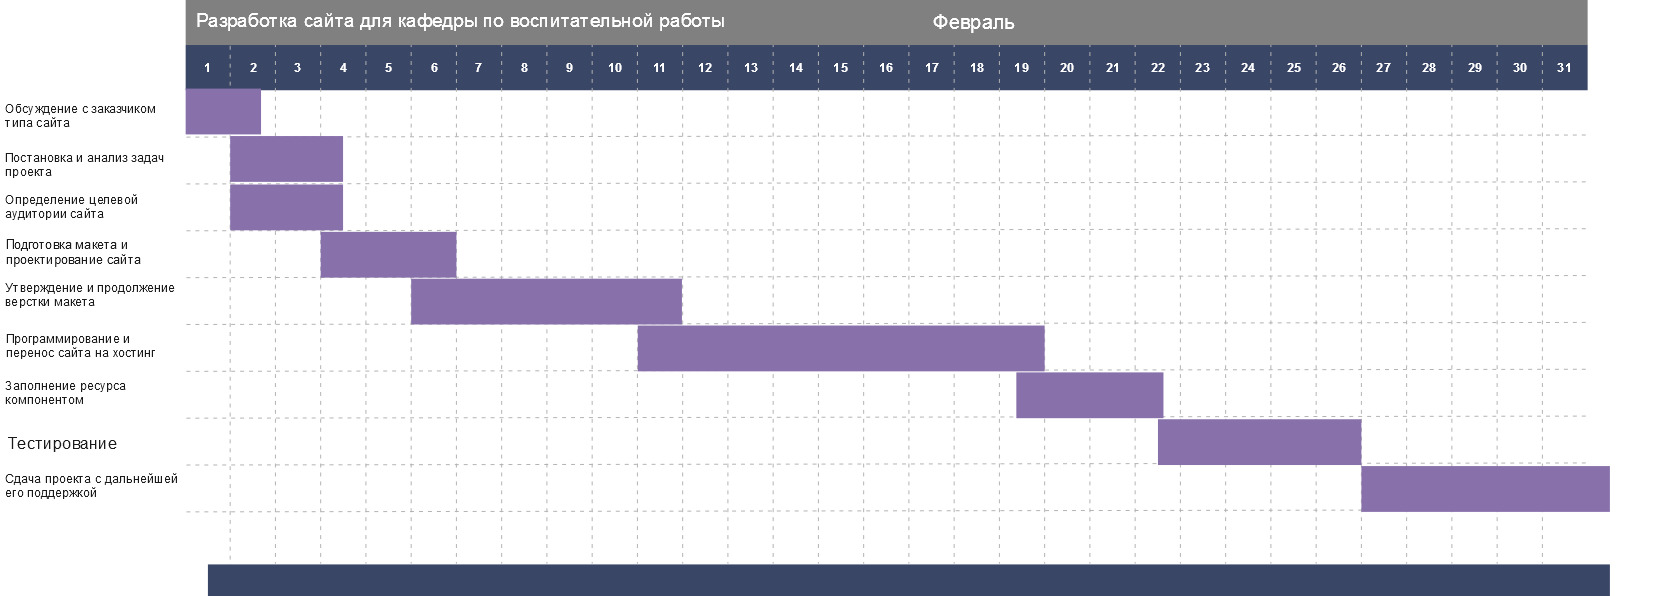 Разработка сайта для кафедры по воспитательной работы
Февраль
1 2 3 4 5 6 7 8 9 10 11 12 13 14 15 16 17 18 19 20 21 22 23 24 25 26 27 28 29 30 31
Обсуждение с заказчиком
типа сайта
Постановка и анализ задач
проекта
Определение целевой
аудитории сайта
Подготовка макета и
проектирование сайта
Утверждение и продолжение
верстки макета
Программирование и
перенос сайта на хостинг
Заполнение ресурса
компонентом
Тестирование
Сдача проекта с дальнейшей
его поддержкой